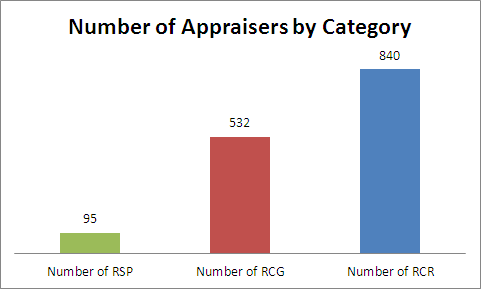 Number of Appraisers by Category
840
532
95
Number of RSP
Number of RCG
Number of RCR